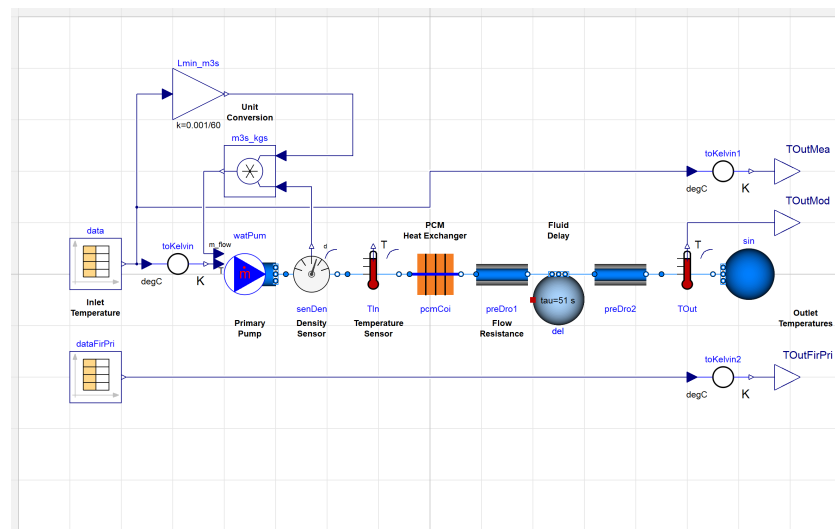 Lmin_m3s
k=0.001/60
Unit
Conversion
m3s_kgs
toKelvin1
TOutMea
degC
K
TOutMod
data
toKelvin
degC
K
m_flow
T
watPum
ṁ
d
T
PCM
Heat Exchanger
Fluid
Delay
T
sin
tau=51 s
Inlet
Temperature
senDen
TIn
pcmCoi
preDro1
del
preDro2
TOut
Primary
Pump
Density
Sensor
Temperature
Sensor
Flow
Resistance
Outlet
Temperatures
dataFirPri
toKelvin2
TOutFirPri
degC
K